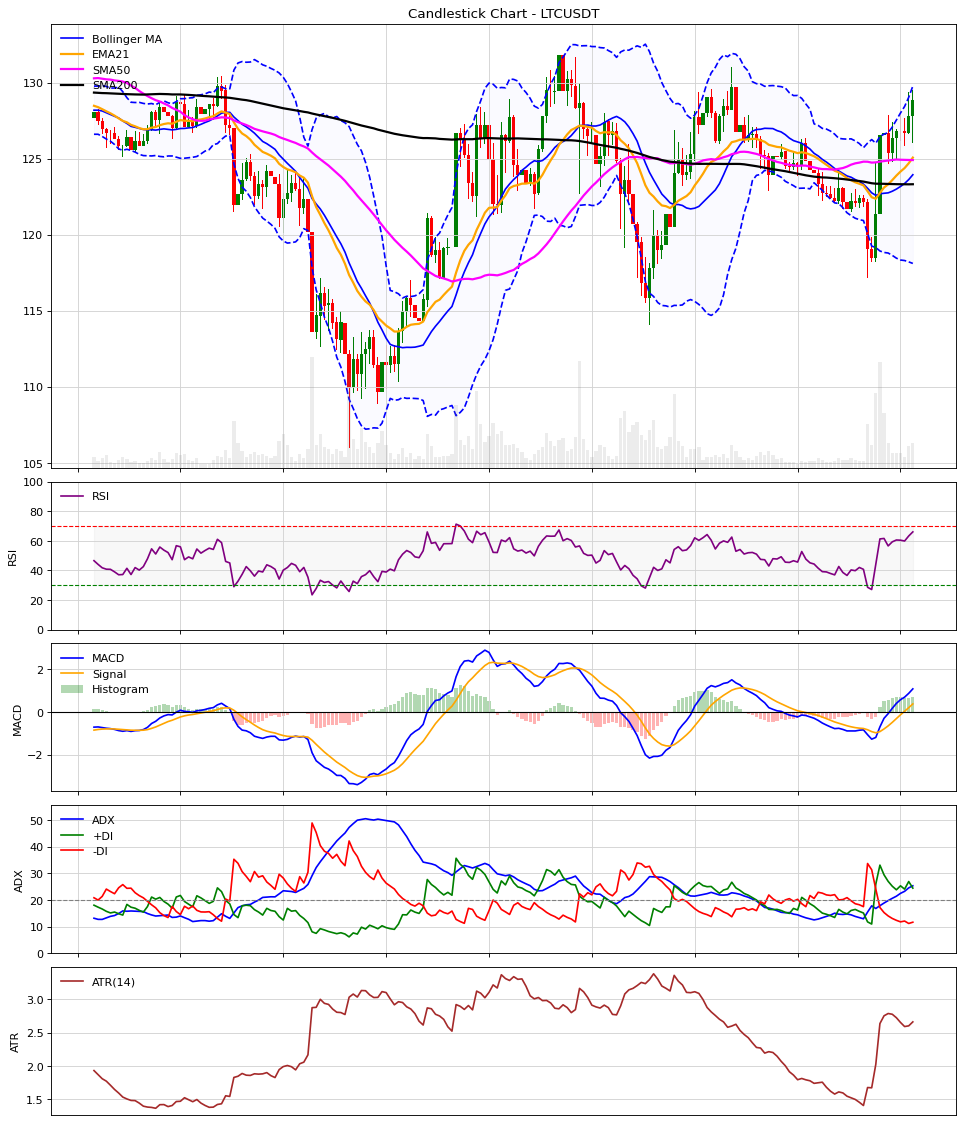 Candlestick Chart - LTCUSDT
Bollinger MA
EMA21
SMA50
SMA200
130
125
120
115
110
105
RSI
100
80
60
40
20
0
RSI
MACD
Signal
Histogram
2
0
−2
MACD
ADX
+DI
-DI
50
40
30
20
10
0
ADX
ATR(14)
3.0
2.5
2.0
1.5
ATR